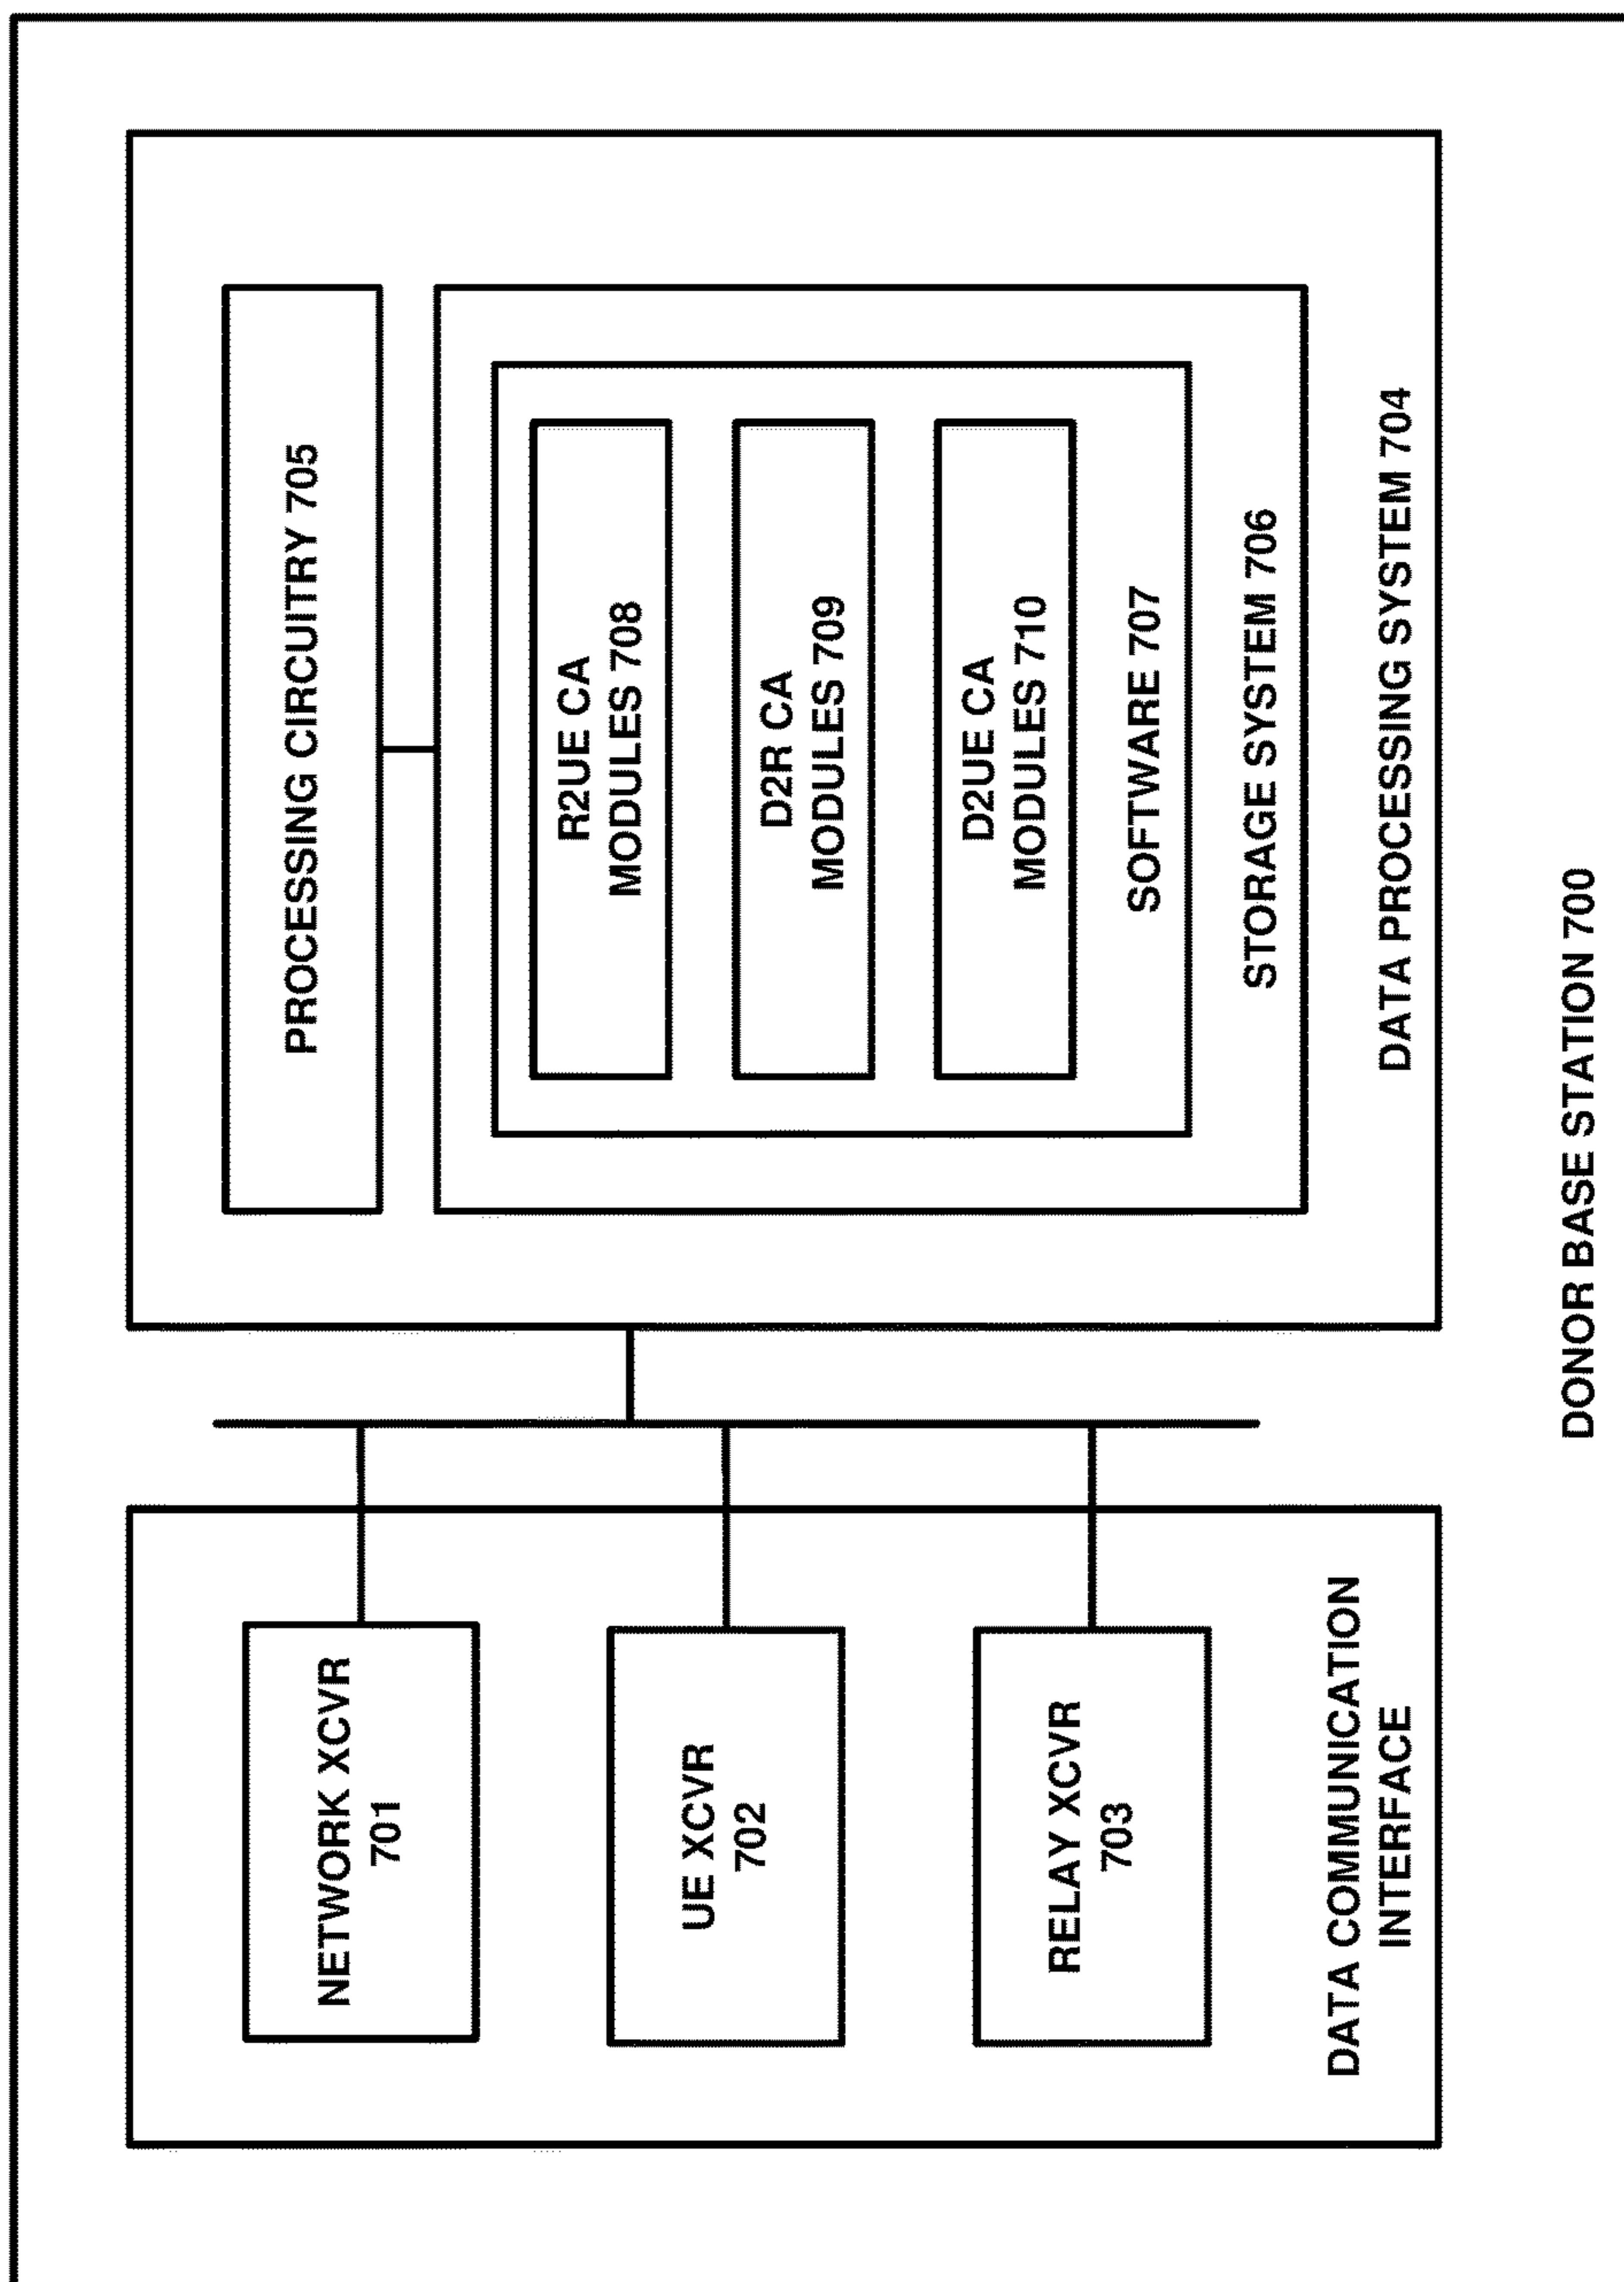 NETWORK XCVR
701
UE XCVR
702
RELAY XCVR
703
DATA COMMUNICATION
INTERFACE
PROCESSING CIRCUITRY 705
R2UE CA
MODULES 708
D2R CA
MODULES 709
D2UE CA
MODULES 710
SOFTWARE 707
STORAGE SYSTEM 706
DATA PROCESSING SYSTEM 704
DONOR BASE STATION 700